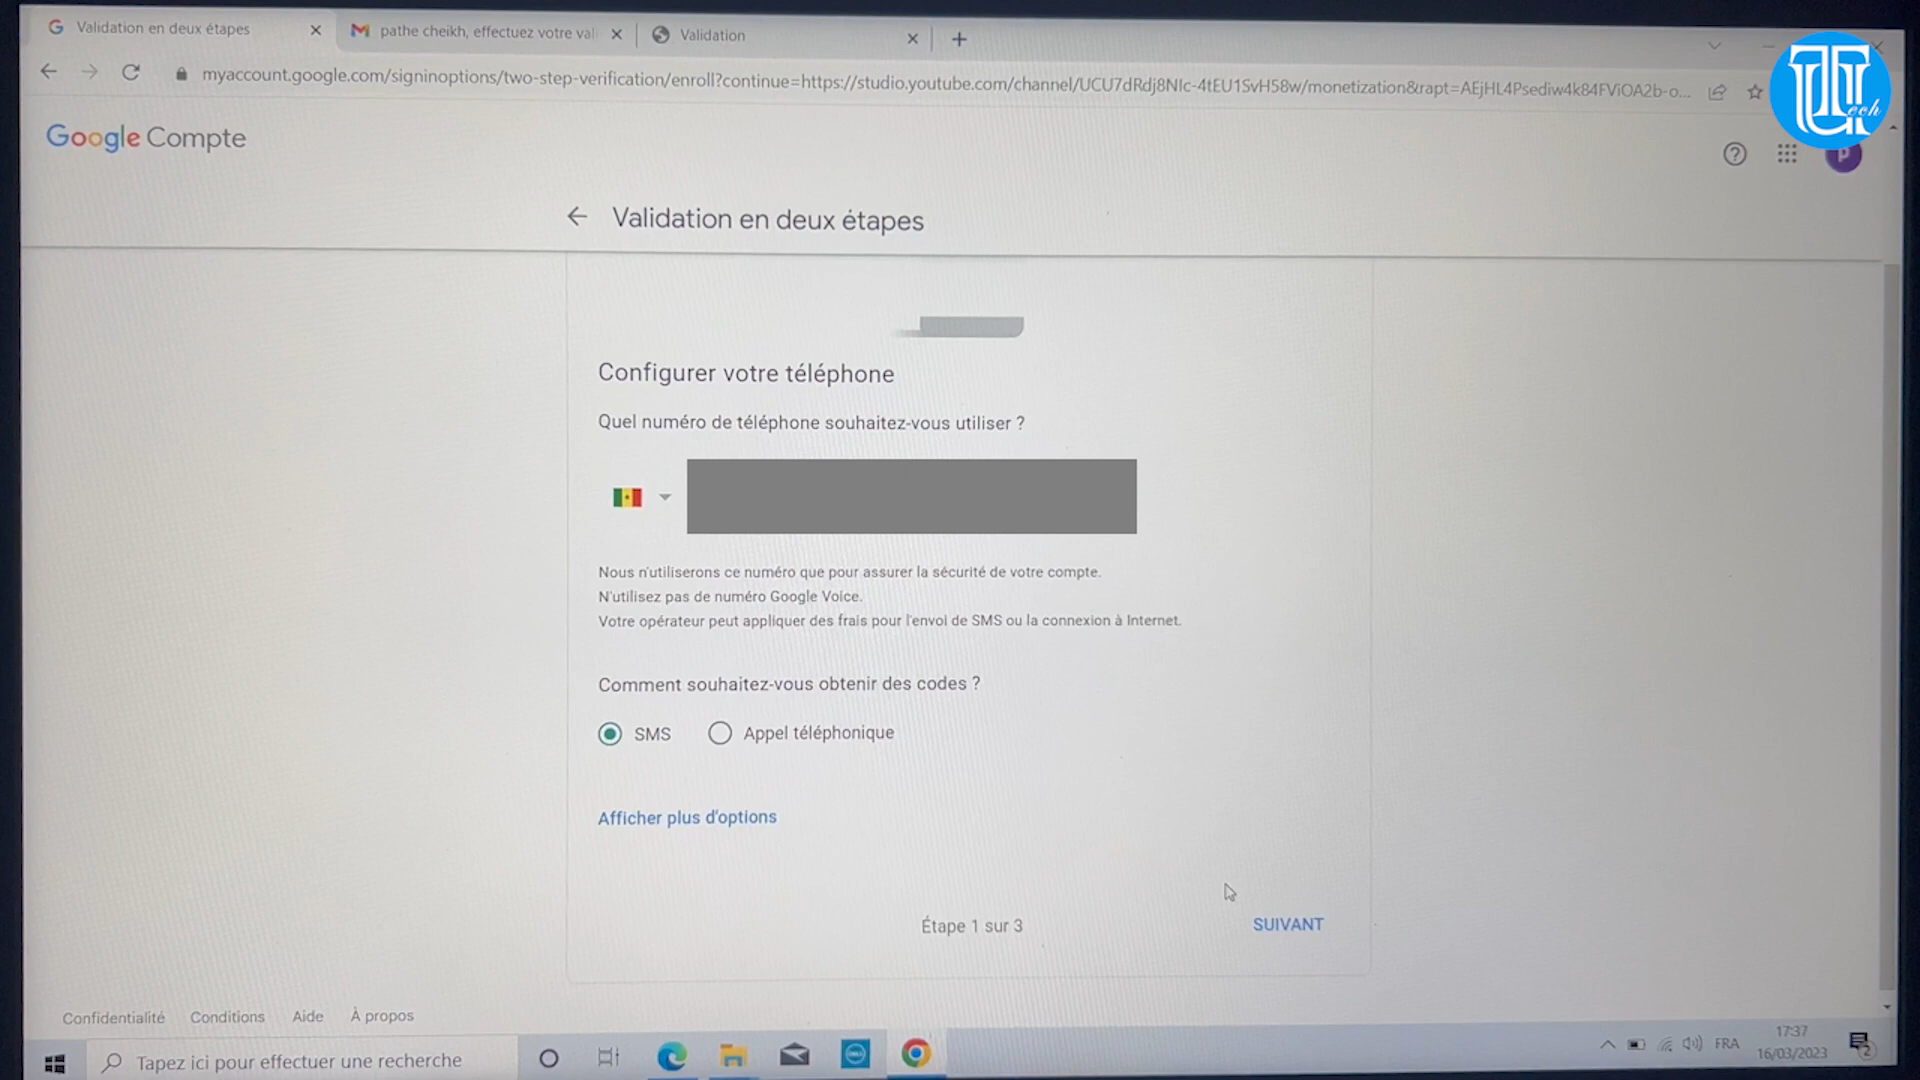 Validation en deux étapes
pathe cheikh, effectuez votre vali
Validation
myaccount.google.com/signinoptions/two-step-verification/enroll?continue=https://studio.youtube.com/channel/UCU7dRdj8NIc-4tEU1SvH58w/monetization&rapt=AEjHL4Psediw4k84FViOA2b-o...
Google Compte
P
Validation en deux étapes
Configurer votre téléphone
Quel numéro de téléphone souhaitez-vous utiliser ?
Nous n'utiliserons ce numéro que pour assurer la sécurité de votre compte.
N'utilisez pas de numéro Google Voice.
Votre opérateur peut appliquer des frais pour l'envoi de SMS ou la connexion à Internet.
Comment souhaitez-vous obtenir des codes ?
SMS
Appel téléphonique
Afficher plus d'options
Étape 1 sur 3
SUIVANT
Confidentialité Conditions Aide À propos
Tapez ici pour effectuer une recherche
FRA
17:37
16/03/2023
2